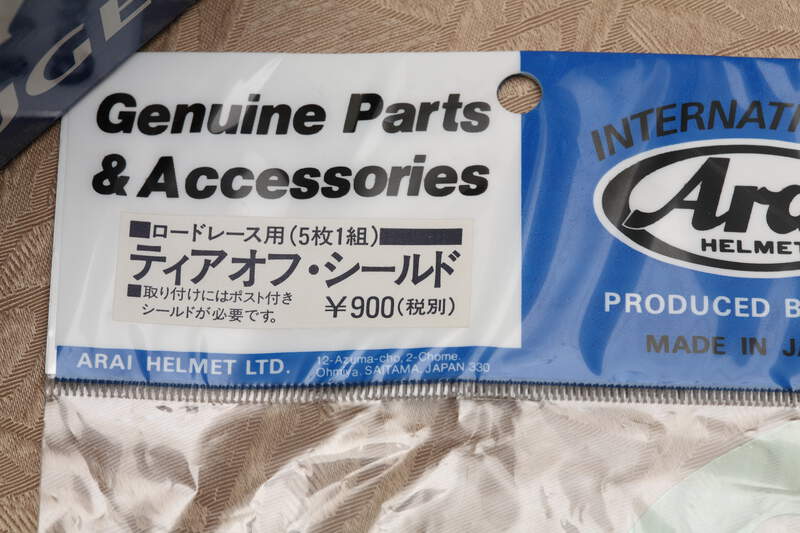 Genuine Parts
& Accessories
■ロードレース用(5枚1組)
ティアオフ・シールド
■取り付けにはポスト付き
シールドが必要です。
¥900(税別)
ARAI HELMET LTD.
12-Azuma-cho, 2-Chome,
Ohmiya, SAITAMA, JAPAN 330
INTERNATI
Ara
HELMET
PRODUCED B
MADE IN JA
UGE